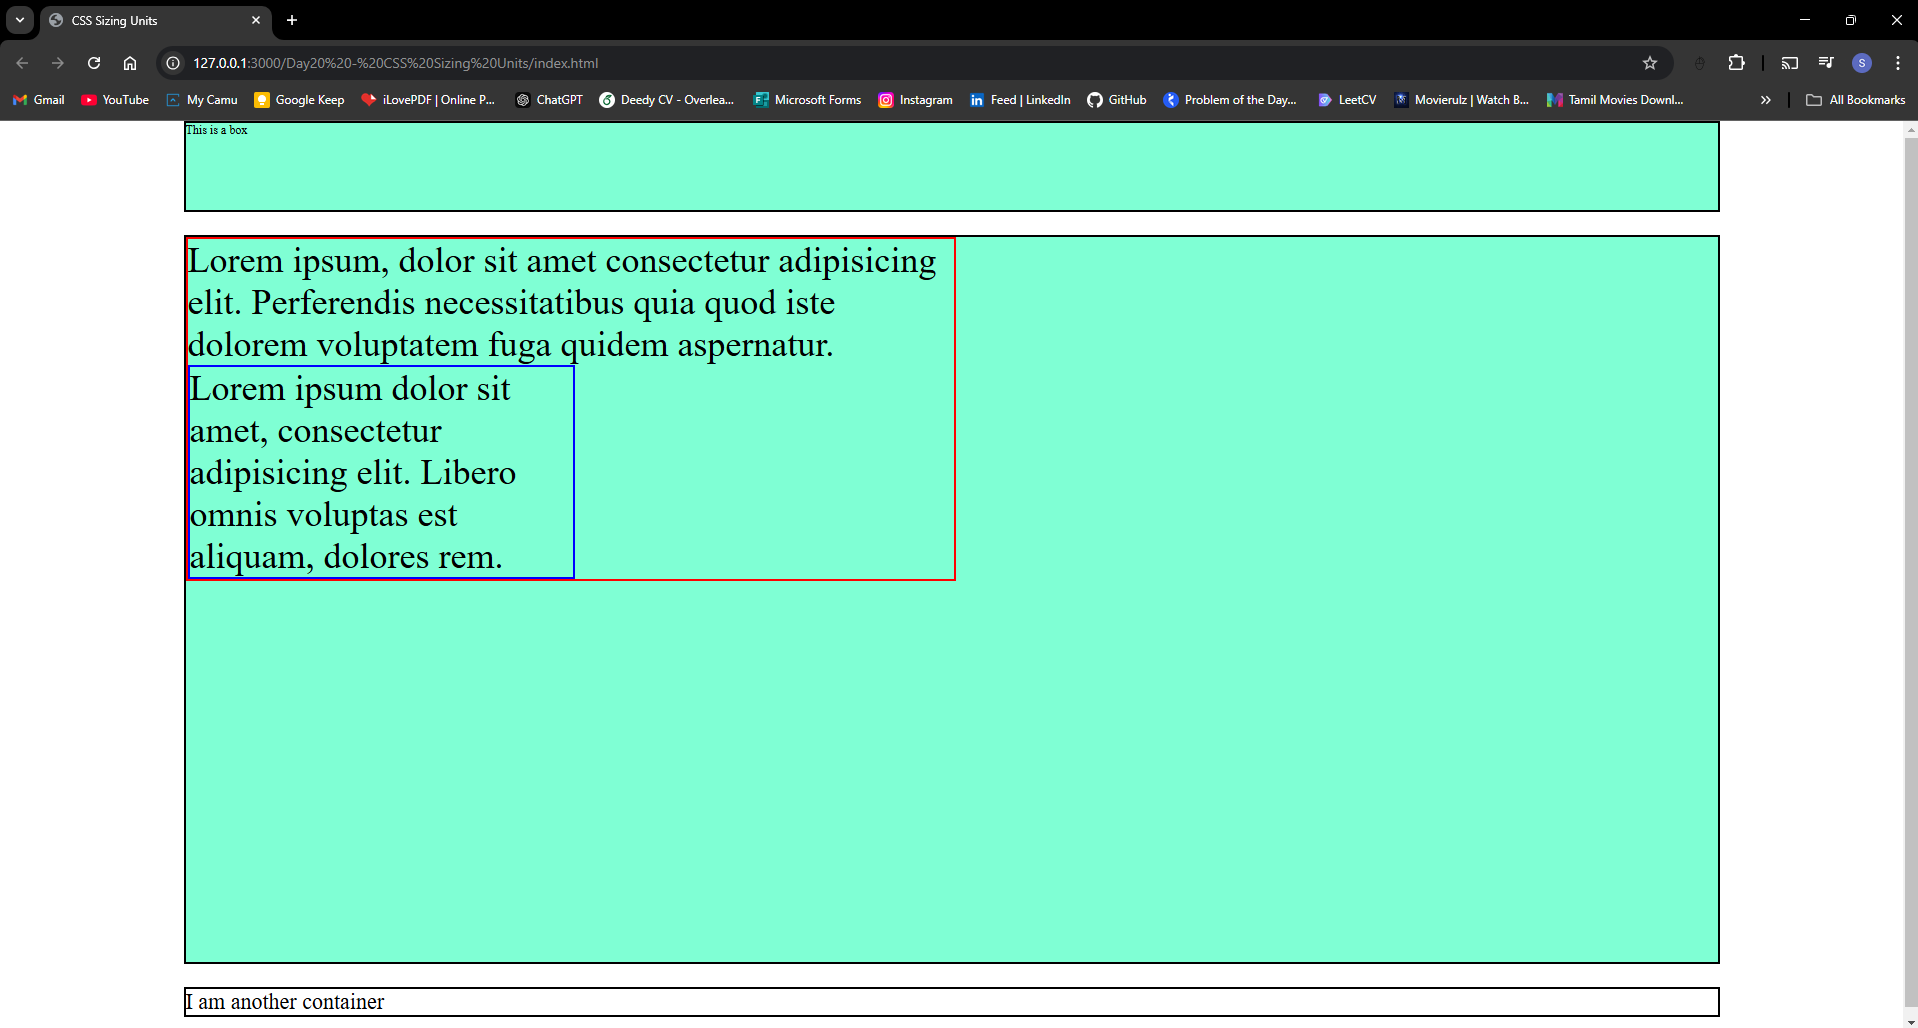 CSS Sizing Units
127.0.0.1:3000/Day20%20-%20CSS%20Sizing%20Units/index.html
S
Gmail
YouTube
My Camu
Google Keep
iLovePDF | Online P...
ChatGPT
Deedy CV - Overlea...
Microsoft Forms
Instagram
Feed | LinkedIn
GitHub
Problem of the Day...
LeetCV
Movierulz | Watch B...
Tamil Movies Downl...
All Bookmarks
This is a box
Lorem ipsum, dolor sit amet consectetur adipisicing
elit. Perferendis necessitatibus quia quod iste
dolorem voluptatem fuga quidem aspernatur.
Lorem ipsum dolor sit
amet, consectetur
adipisicing elit. Libero
omnis voluptas est
aliquam, dolores rem.
I am another container